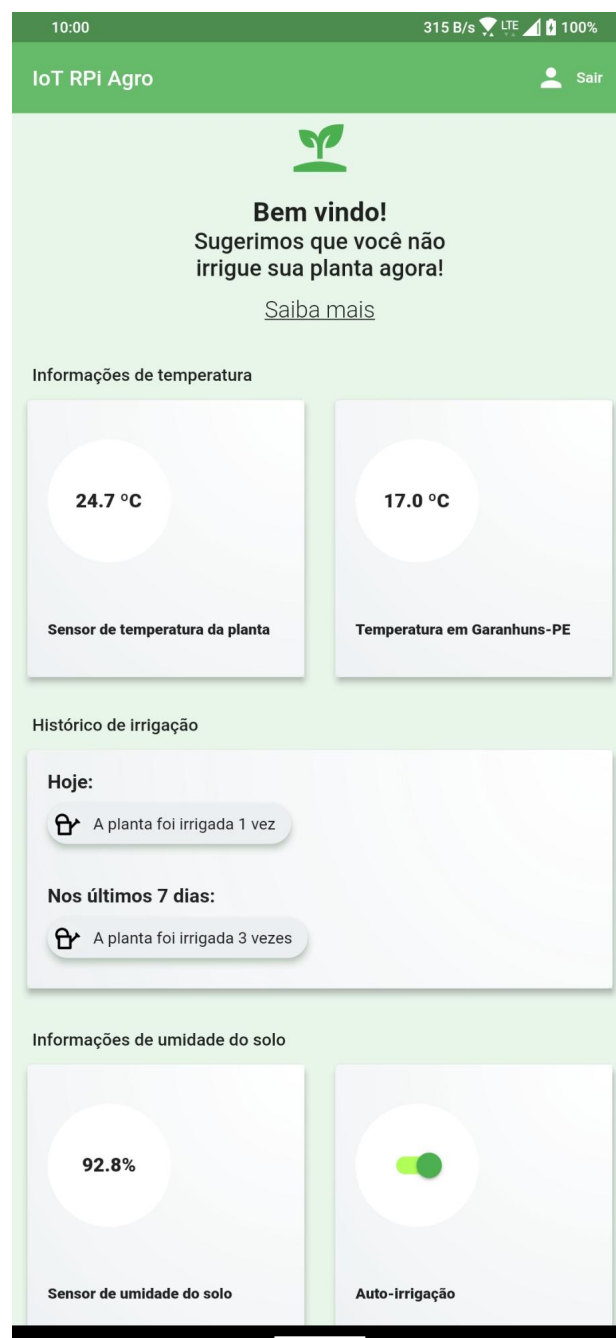 10:00 315 B/s LTE 100%
IoT RPi Agro Sair
Bem vindo!
Sugerimos que você não
irrigue sua planta agora!
Saiba mais
Informações de temperatura
24.7 ºC 17.0 ºC
Sensor de temperatura da planta Temperatura em Garanhuns-PE
Histórico de irrigação
Hoje:
A planta foi irrigada 1 vez
Nos últimos 7 dias:
A planta foi irrigada 3 vezes
Informações de umidade do solo
92.8%
Sensor de umidade do solo Auto-irrigação